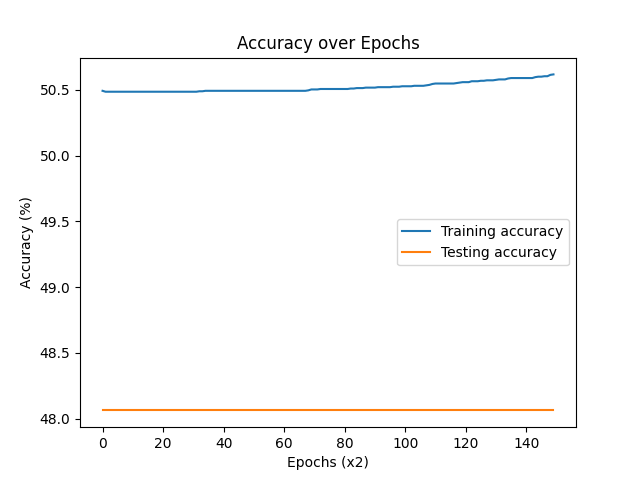 Accuracy over Epochs
Accuracy (%)
50.5
50.0
49.5
49.0
48.5
48.0
Training accuracy
Testing accuracy
0 20 40 60 80 100 120 140
Epochs (x2)